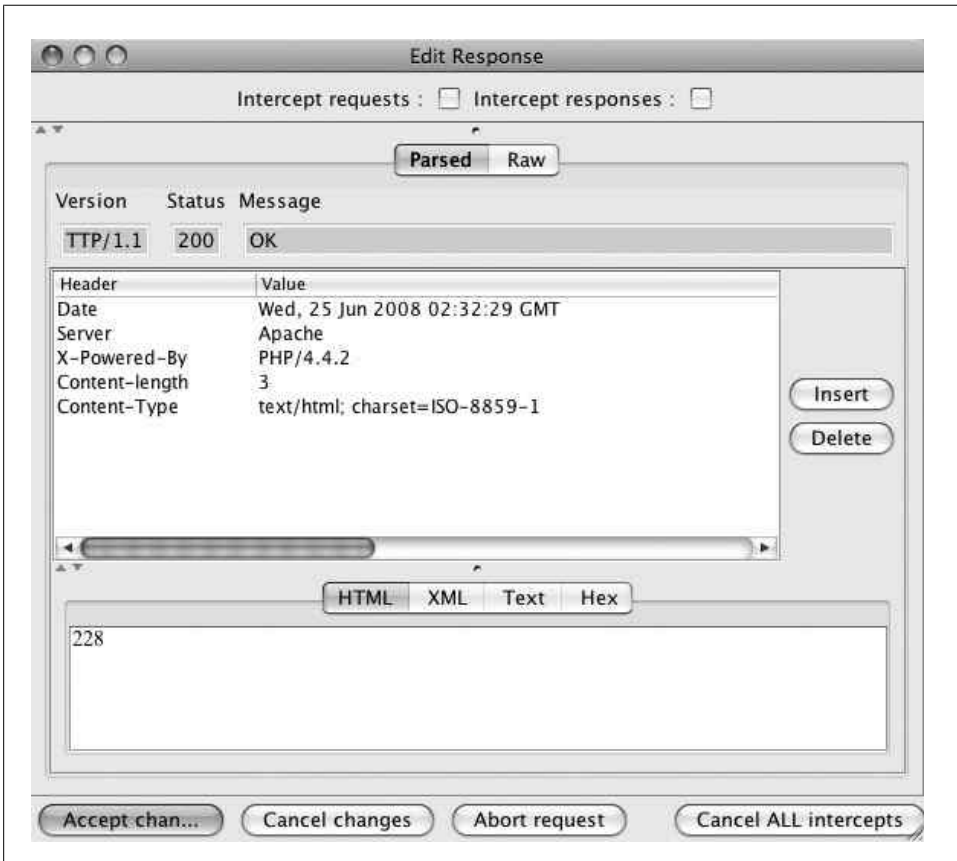 Edit Response
Intercept requests : Intercept responses :
Parsed Raw
Version Status Message
TTP/1.1 200 OK
Header Value
Date Wed, 25 Jun 2008 02:32:29 GMT
Server Apache
X-Powered-By PHP/4.4.2
Content-length 3
Content-Type text/html; charset=ISO-8859-1
Insert
Delete
HTML XML Text Hex
228
Accept chan... Cancel changes Abort request Cancel ALL intercepts